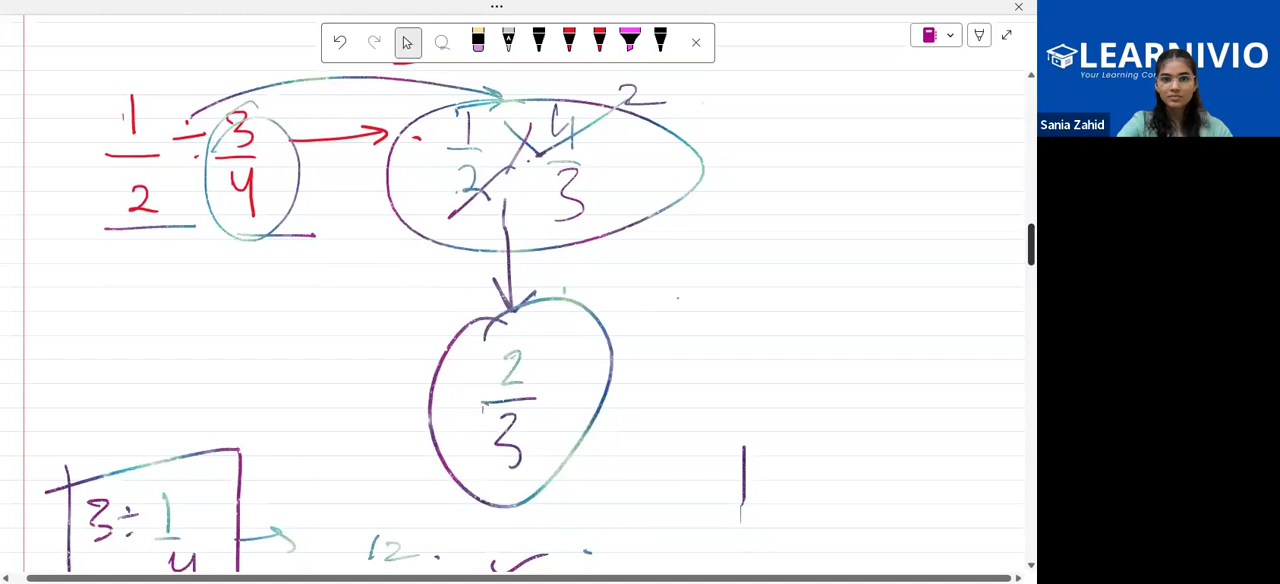 LEARNIVIO
Your Learning Co
Sania Zahid
1/2 ÷ 3/4 → 1/2 × 4/3 2
2/3
3 ÷ 1/4 → 12